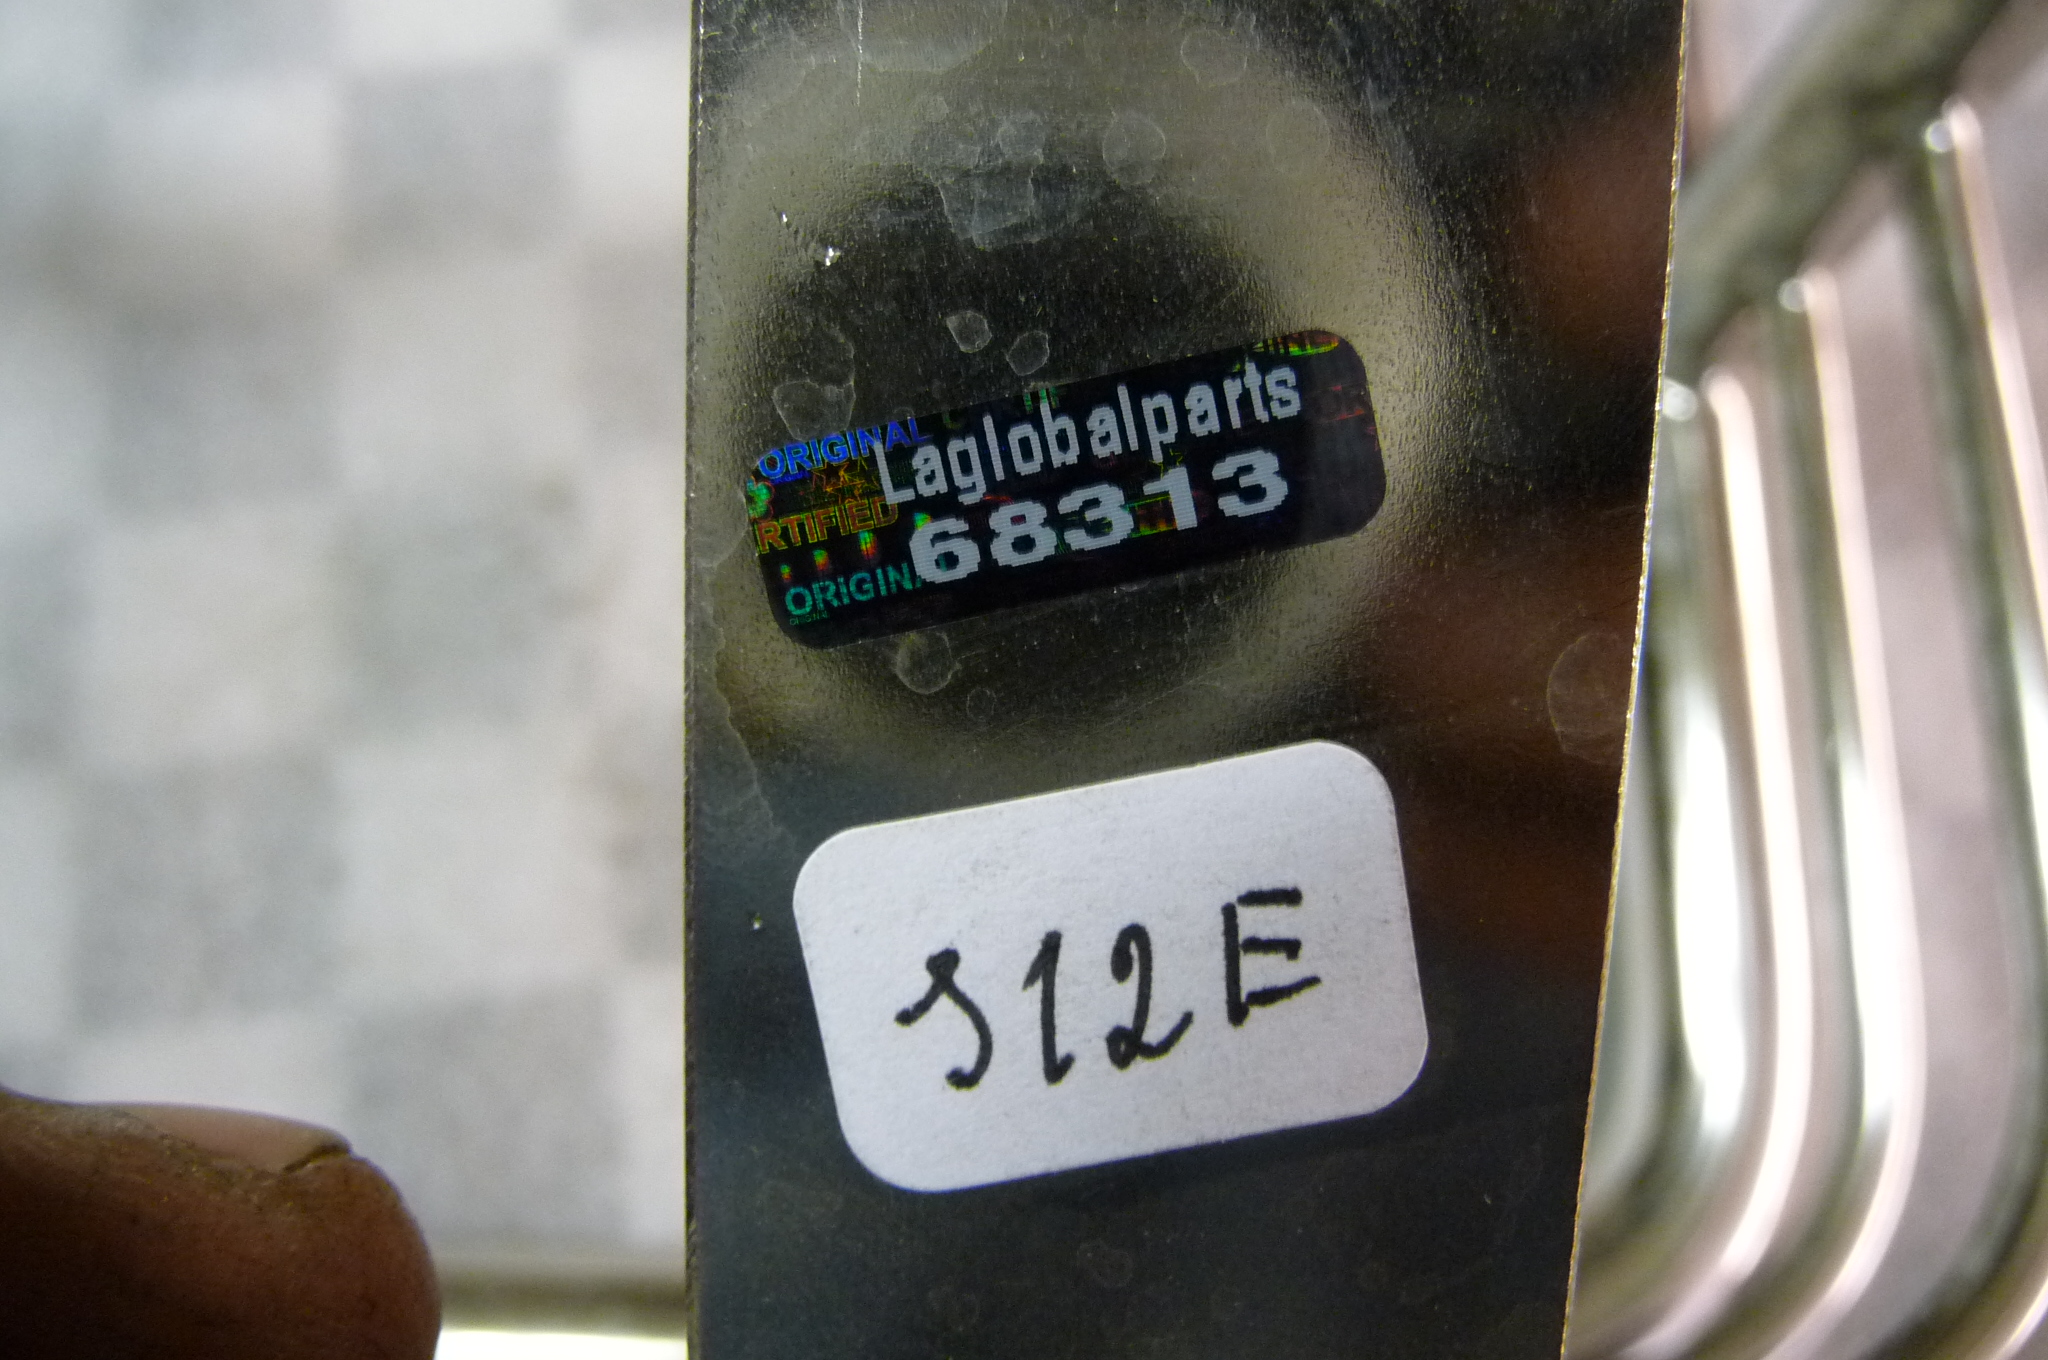 ORIGINAL
Laglobalparts
RTIFIED
68313
ORIGINA
S12E